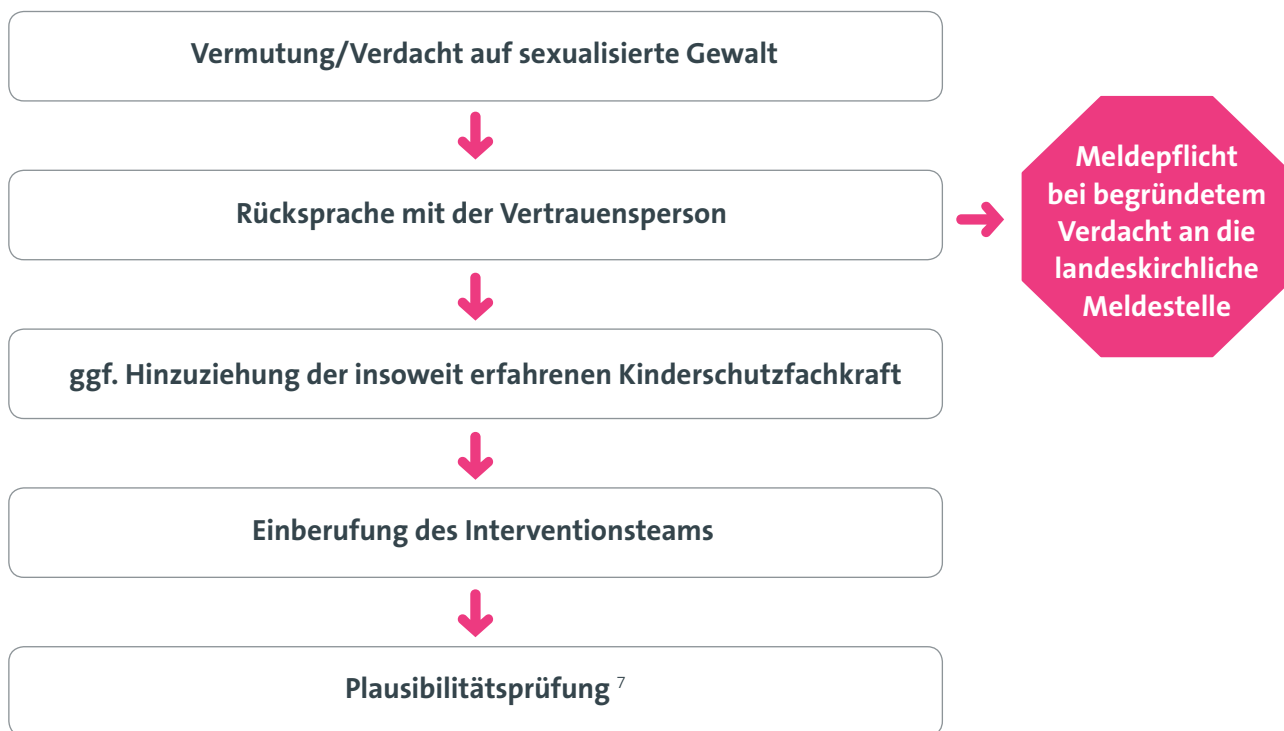 Vermutung/Verdacht auf sexualisierte Gewalt
Rücksprache mit der Vertrauensperson
Meldepflicht
bei begründetem
Verdacht an die
landeskirchliche
Meldestelle
ggf. Hinzuziehung der insoweit erfahrenen Kinderschutzfachkraft
Einberufung des Interventionsteams
Plausibilitätsprüfung 7